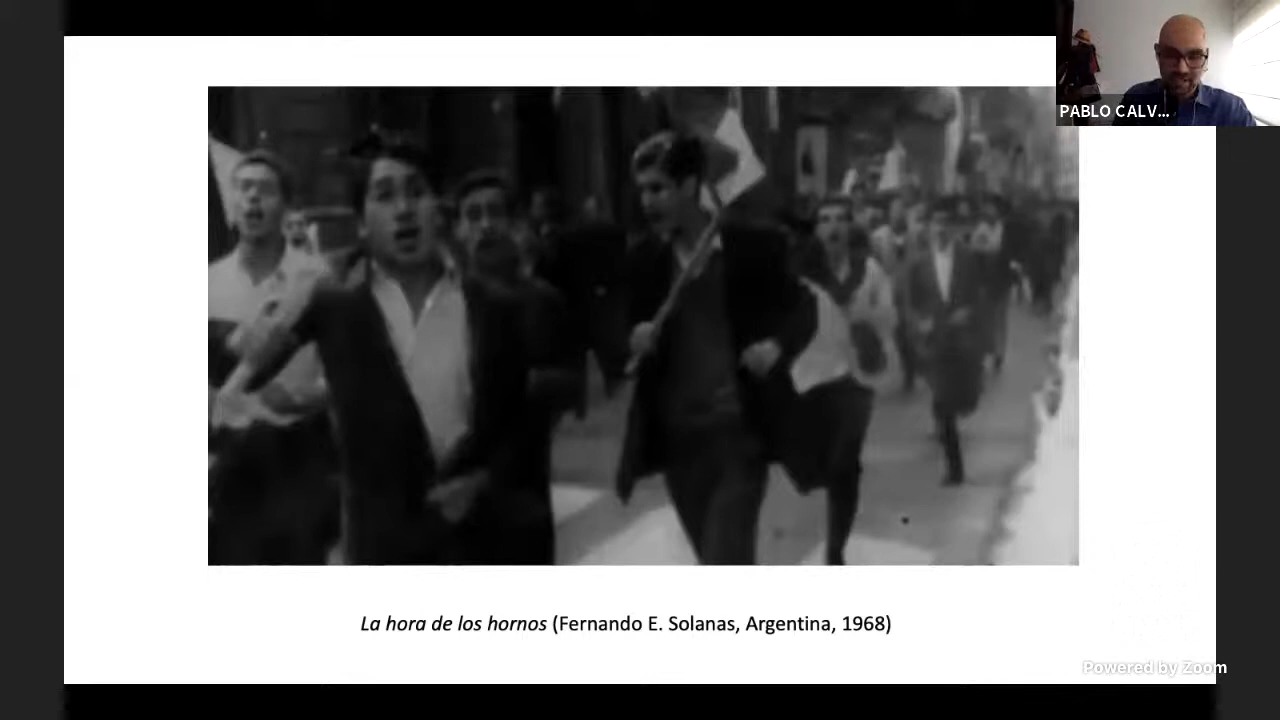 PABLO CALV...
La hora de los hornos (Fernando E. Solanas, Argentina, 1968)
Powered by Zoom